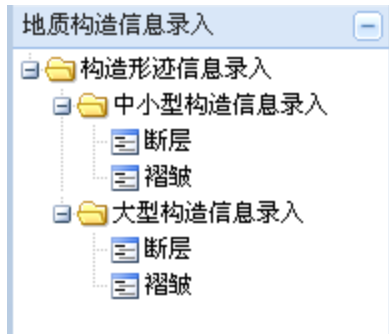 地质构造信息录入
构造形迹信息录入
中小型构造信息录入
断层
褶皱
大型构造信息录入
断层
褶皱